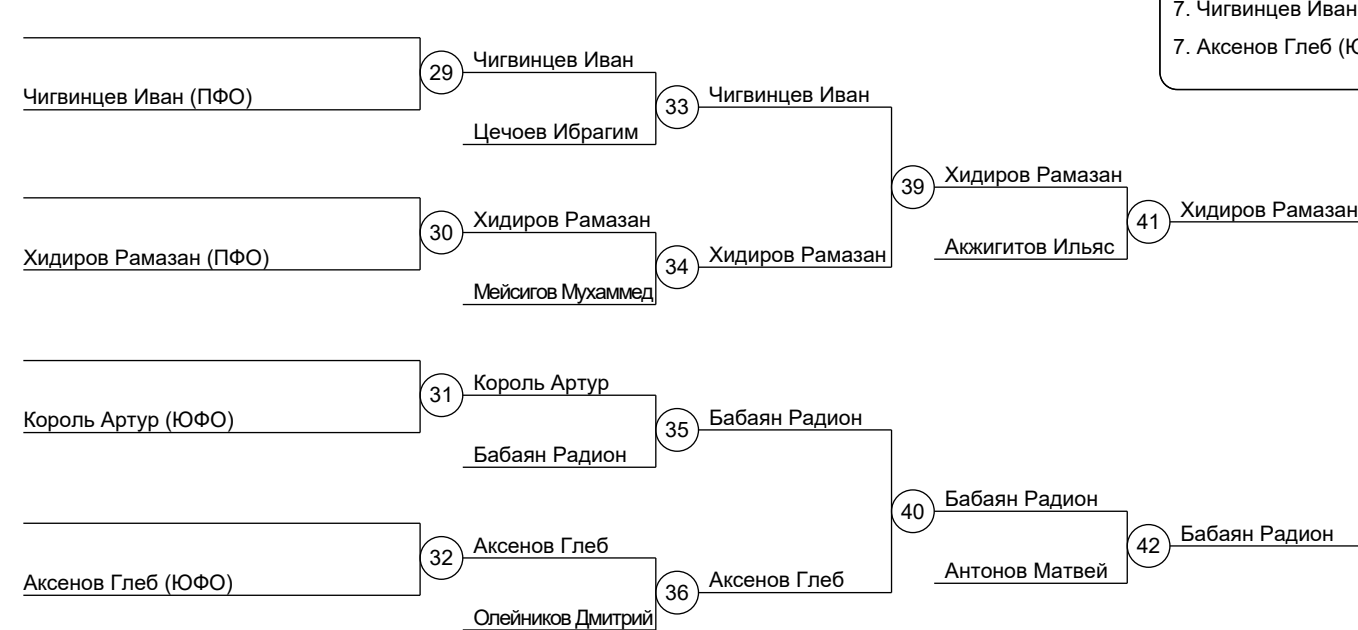 7. Чигвинцев Иван
7. Аксенов Глеб (Ю
29
Чигвинцев Иван
Чигвинцев Иван (ПФО)
33
Чигвинцев Иван
Цечоев Ибрагим
39
Хидиров Рамазан
30
Хидиров Рамазан
41
Хидиров Рамазан
Хидиров Рамазан (ПФО)
34
Хидиров Рамазан
Акжигитов Ильяс
Мейсигов Мухаммед
31
Король Артур
Король Артур (ЮФО)
35
Бабаян Радион
Бабаян Радион
40
Бабаян Радион
32
Аксенов Глеб
42
Бабаян Радион
Аксенов Глеб (ЮФО)
36
Аксенов Глеб
Антонов Матвей
Олейников Дмитрий